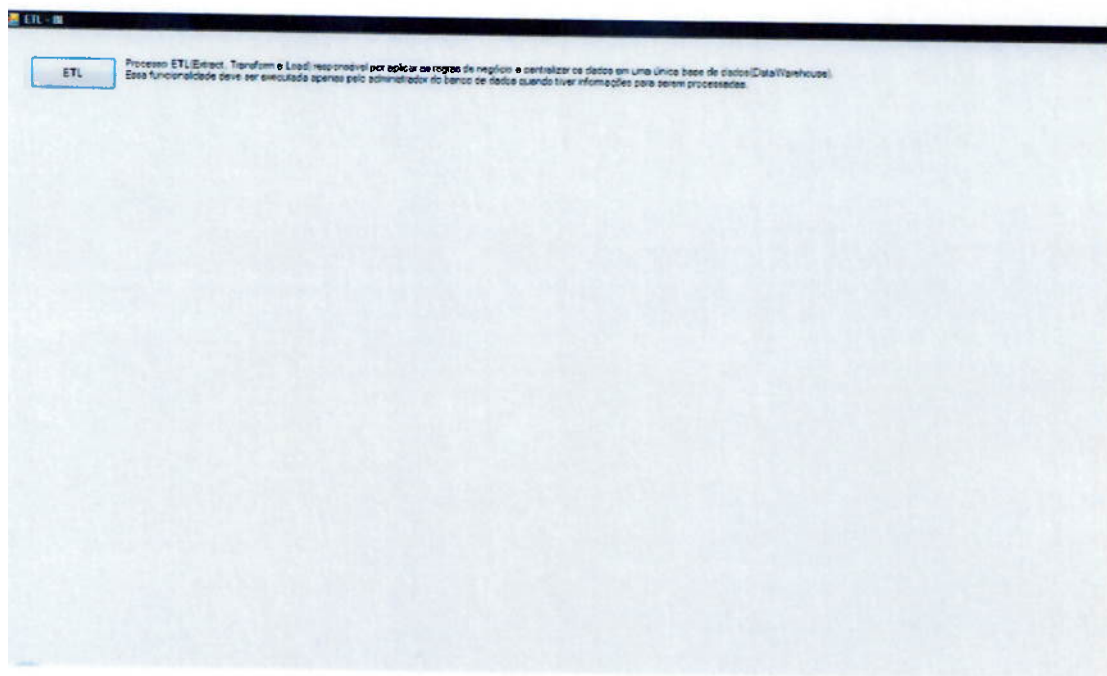 ETL - BI
ETL
Processo ETL(Extract, Transform e Load) responsável por aplicar as regras de negócio e centralizar os dados em uma única base de dados(DataWarehouse).
Essa funcionalidade deve ser executada apenas pelo administrador do banco de dados quando tiver informações para serem processadas.